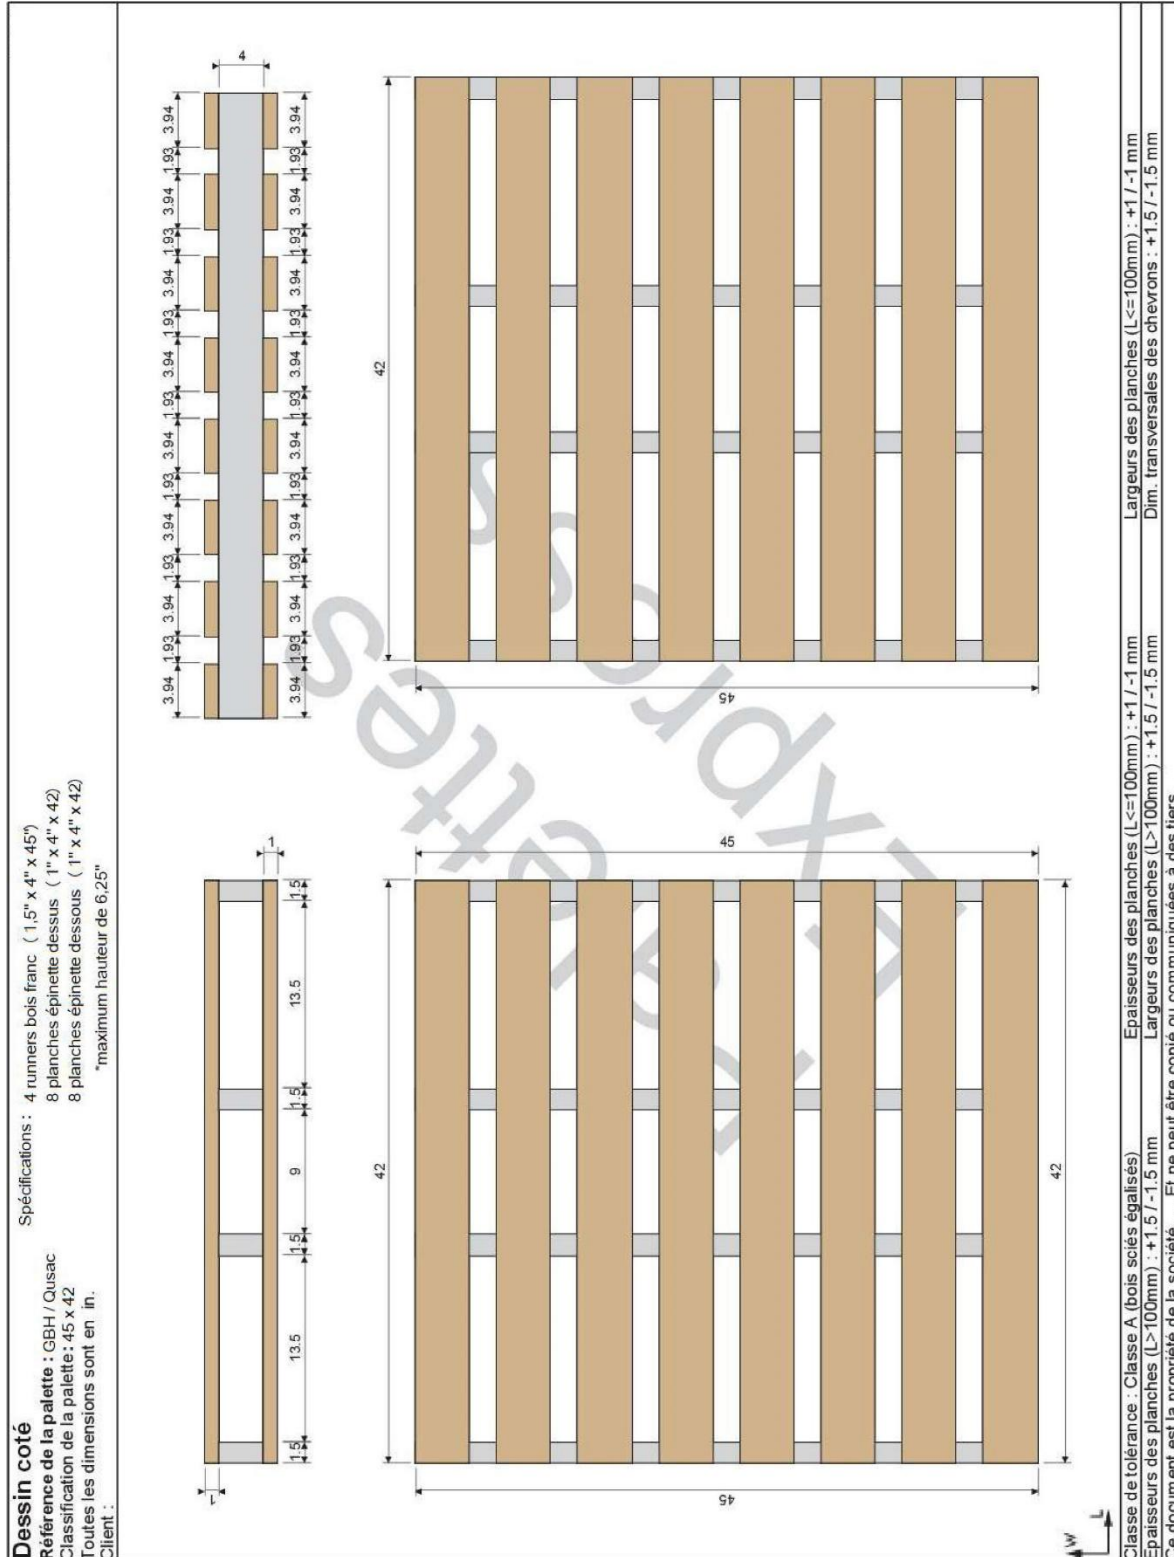 Dessin coté
Référence de la palette : GBH / Qusac
Classification de la palette : 45 x 42
Toutes les dimensions sont en in.
Client :
Spécifications : 4 runners bois franc ( 1,5" x 4" x 45")
8 planches épinette dessus ( 1" x 4" x 42)
8 planches épinette dessous ( 1" x 4" x 42)
*maximum hauteur de 6,25"
1
1
1.5 13.5 1.5 9 1.5 13.5 1.5
3.94 1.93 3.94 1.93 3.94 1.93 3.94 1.93 3.94 1.93 3.94 1.93 3.94 1.93 3.94
4
3.94 1.93 3.94 1.93 3.94 1.93 3.94 1.93 3.94 1.93 3.94 1.93 3.94 1.93 3.94
42
45
45
42
42
45
Palettes
Express
W
L
Classe de tolérance : Classe A (bois sciés égalisés)
Epaisseurs des planches (L<=100mm) : +1 / -1 mm
Largeurs des planches (L<=100mm) : +1 / -1 mm
Epaisseurs des planches (L>100mm) : +1.5 / -1.5 mm
Largeurs des planches (L>100mm) : +1.5 / -1.5 mm
Dim. transversales des chevrons : +1.5 / -1.5 mm
Ce document est la propriété de la société Et ne peut être copié ou communiquées à des tiers